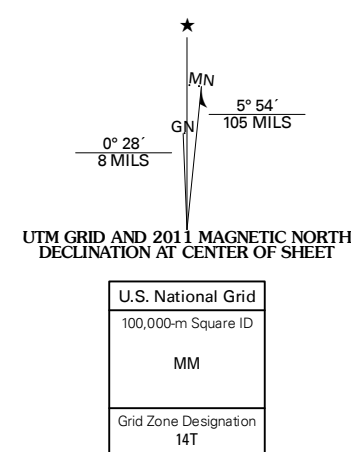 MN
GN
5° 54´
105 MILS
0° 28´
8 MILS
UTM GRID AND 2011 MAGNETIC NORTH
DECLINATION AT CENTER OF SHEET
U.S. National Grid
100,000-m Square ID
MM
Grid Zone Designation
14T